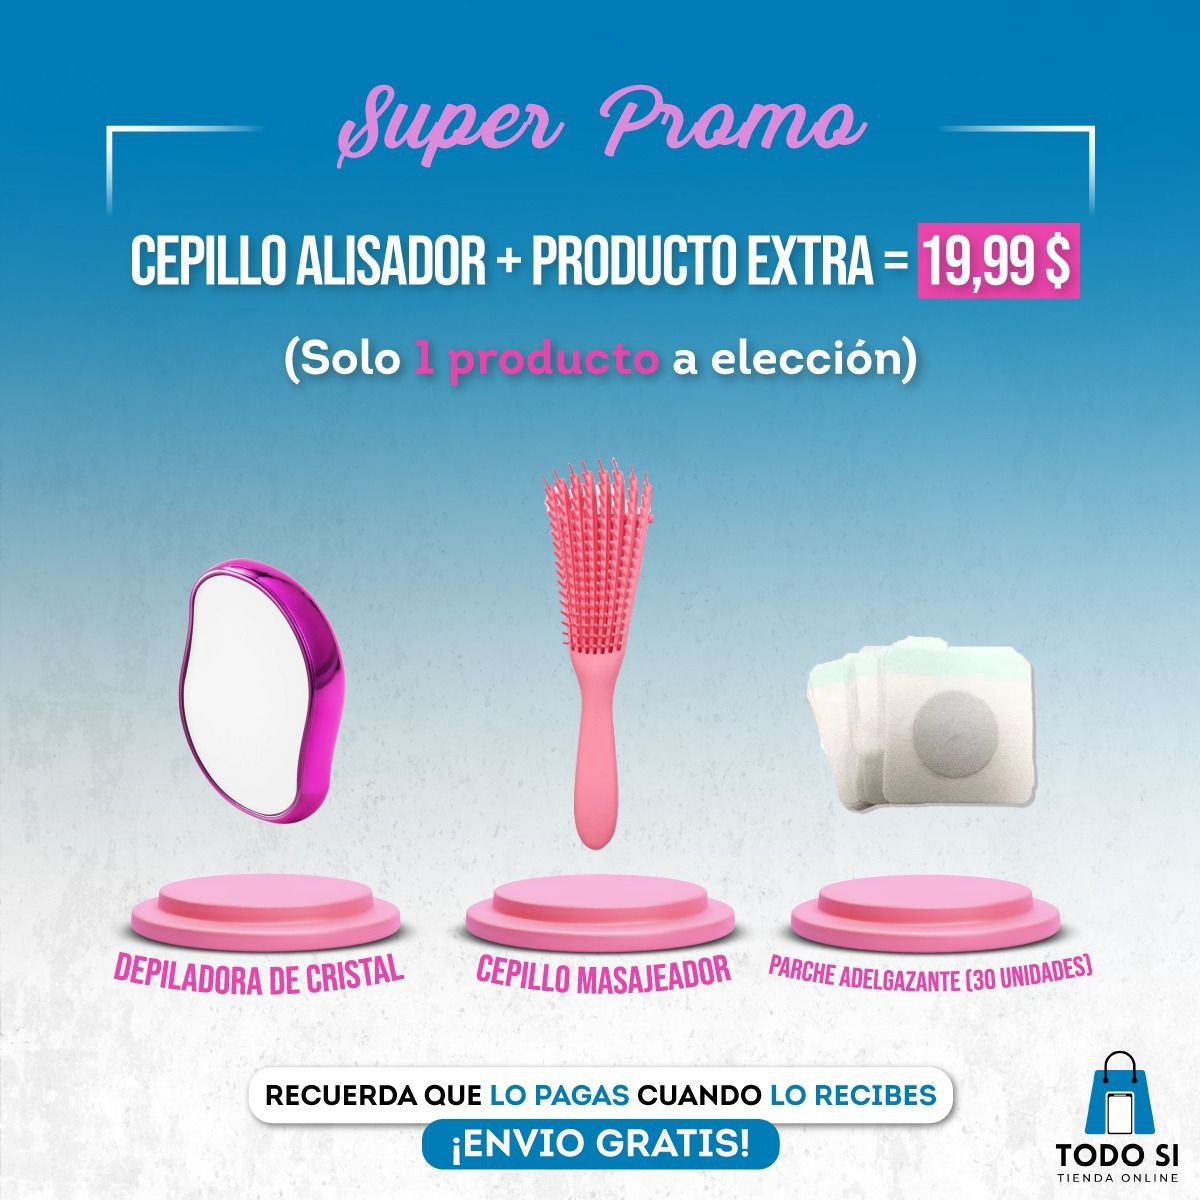 Super Promo
CEPILLO ALISADOR + PRODUCTO EXTRA = 19,99 $
(Solo 1 producto a elección)
DEPILADORA DE CRISTAL
CEPILLO MASAJEADOR
PARCHE ADELGAZANTE (30 UNIDADES)
RECUERDA QUE LO PAGAS CUANDO LO RECIBES
¡ENVIO GRATIS!
TODO SI
TIENDA ONLINE